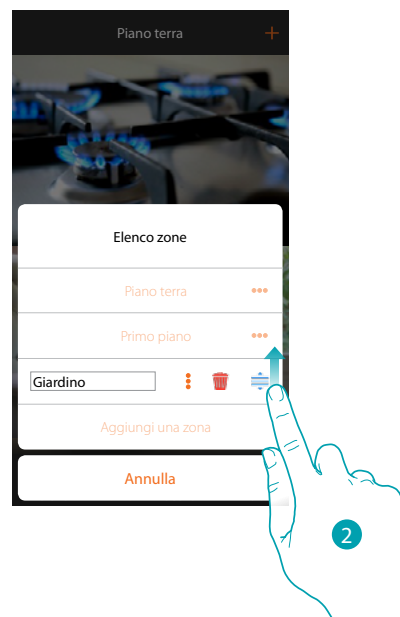 Piano terra
Elenco zone
Piano terra
Primo piano
Giardino
Aggiungi una zona
Annulla
2